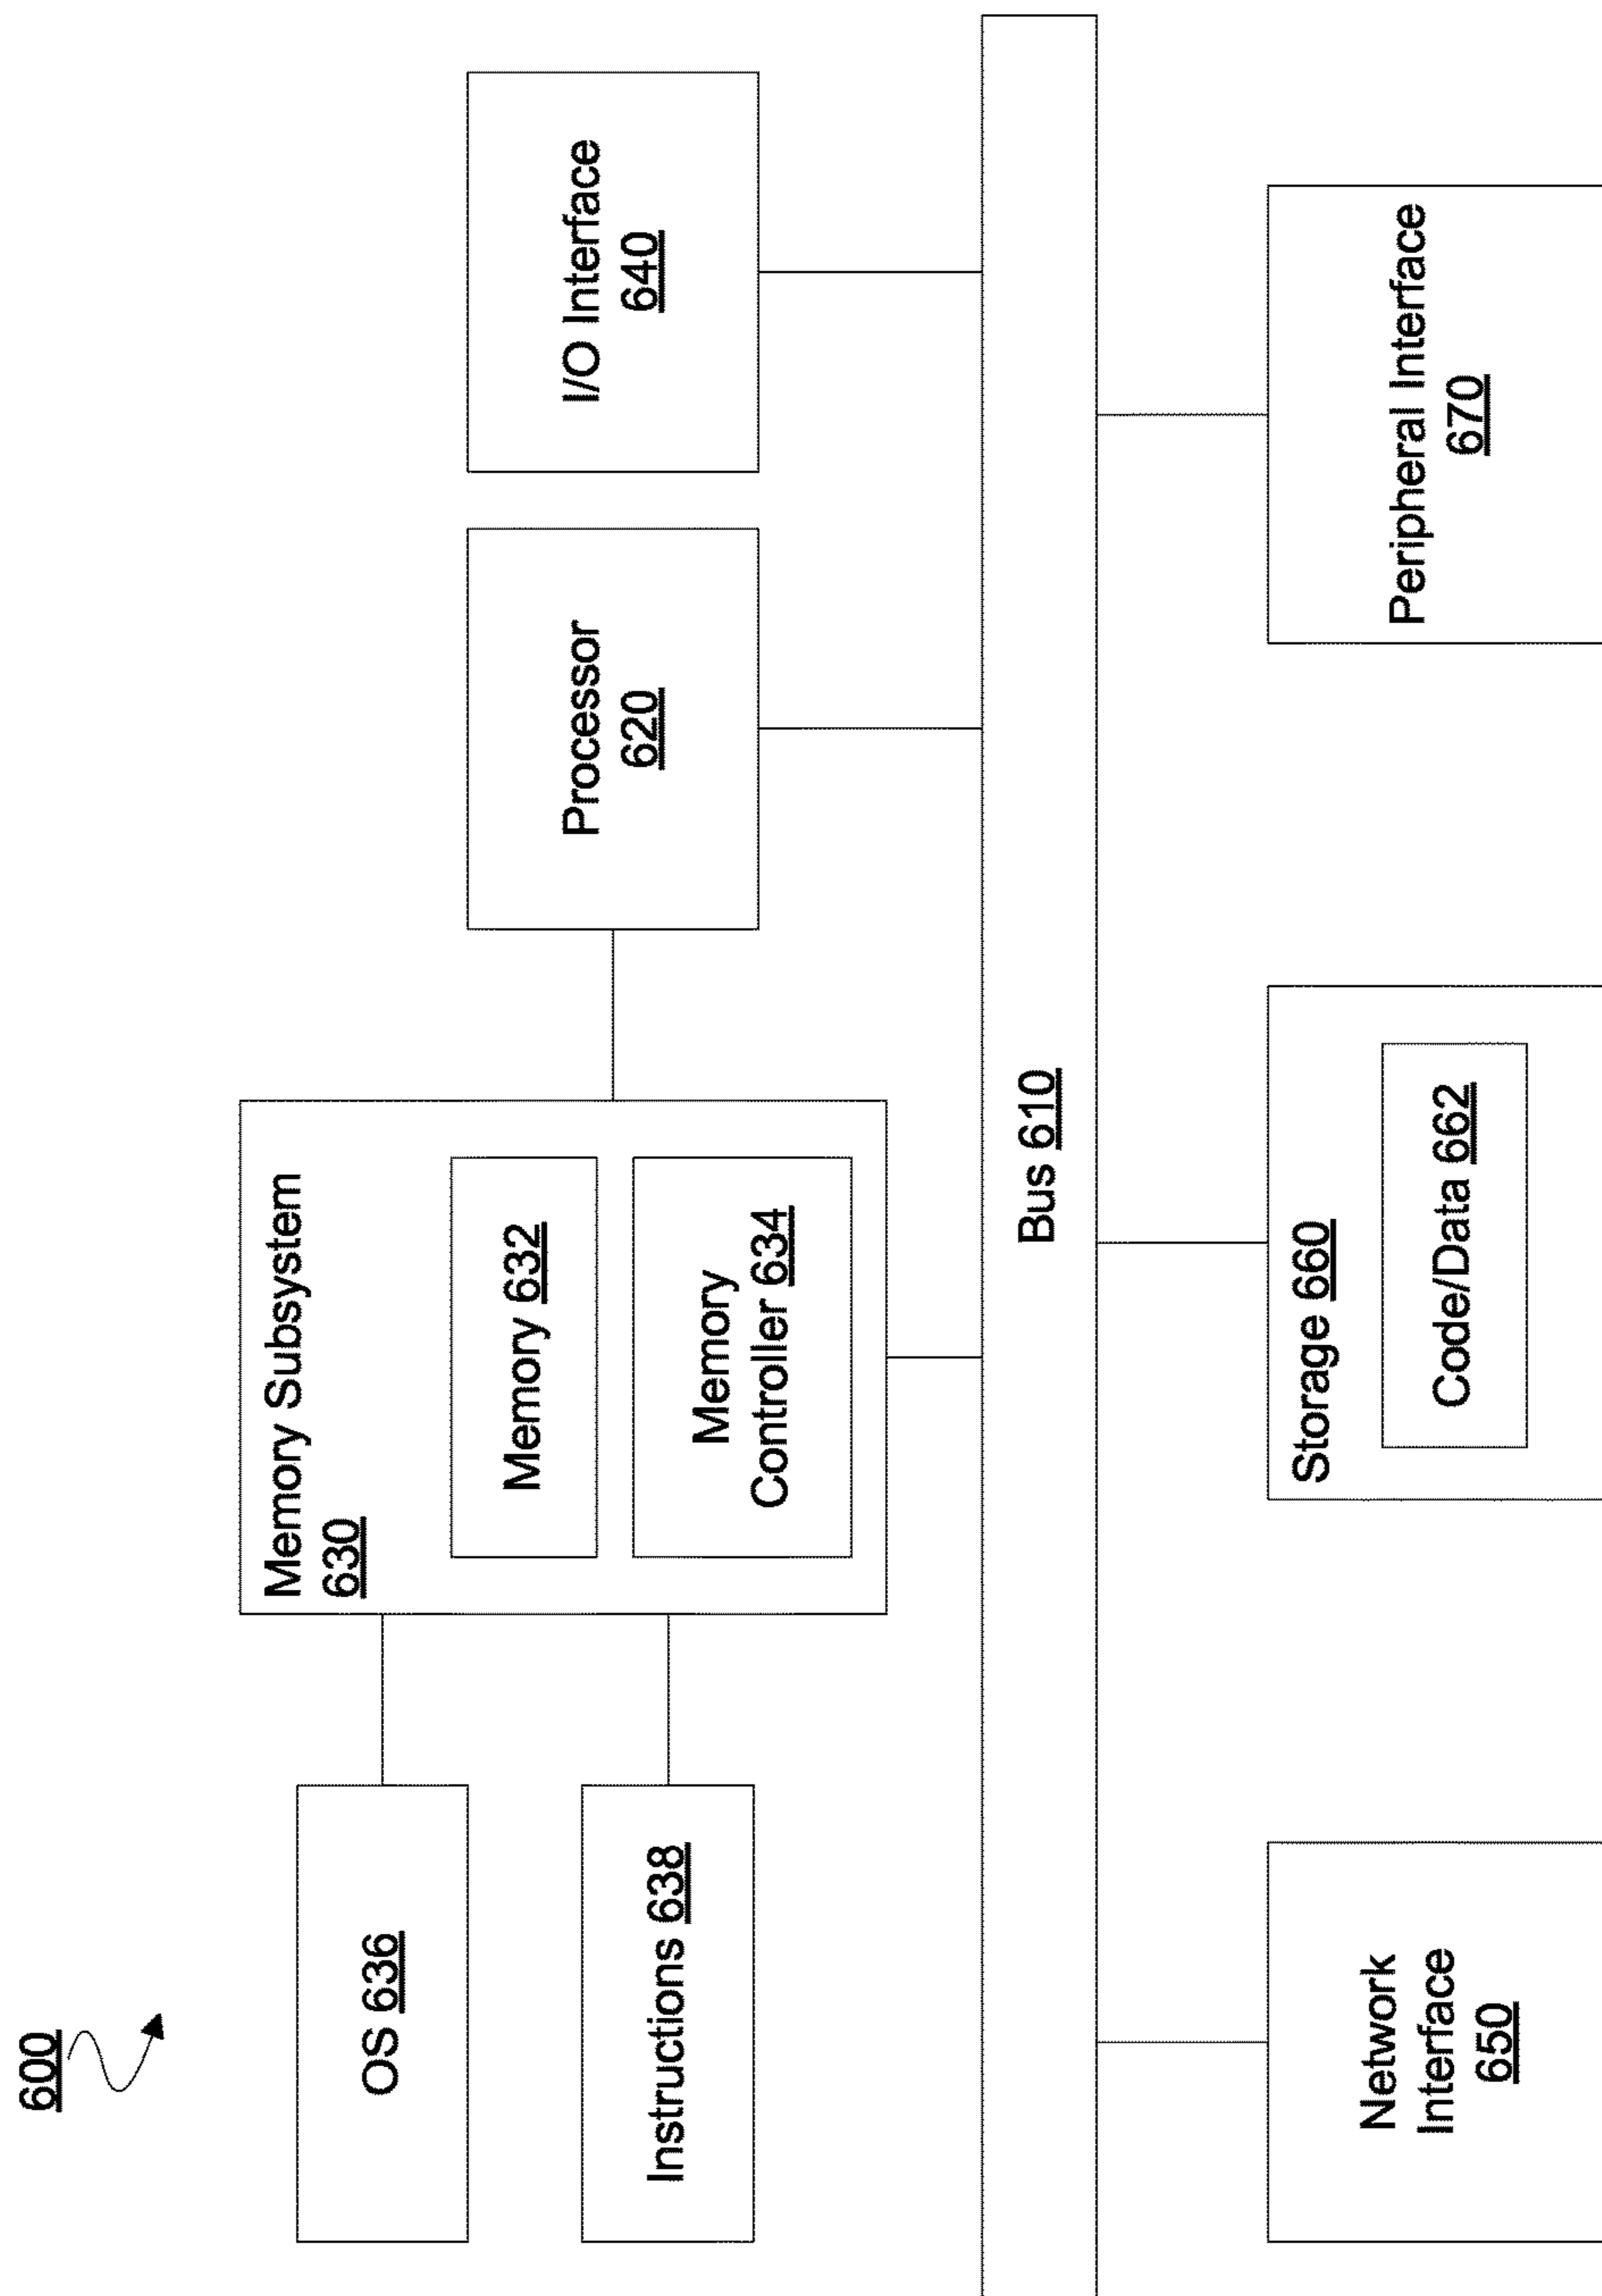 600
OS 636
Instructions 638
Memory Subsystem
630
Memory 632
Memory
Controller 634
Processor
620
I/O Interface
640
Bus 610
Network
Interface
650
Storage 660
Code/Data 662
Peripheral Interface
670